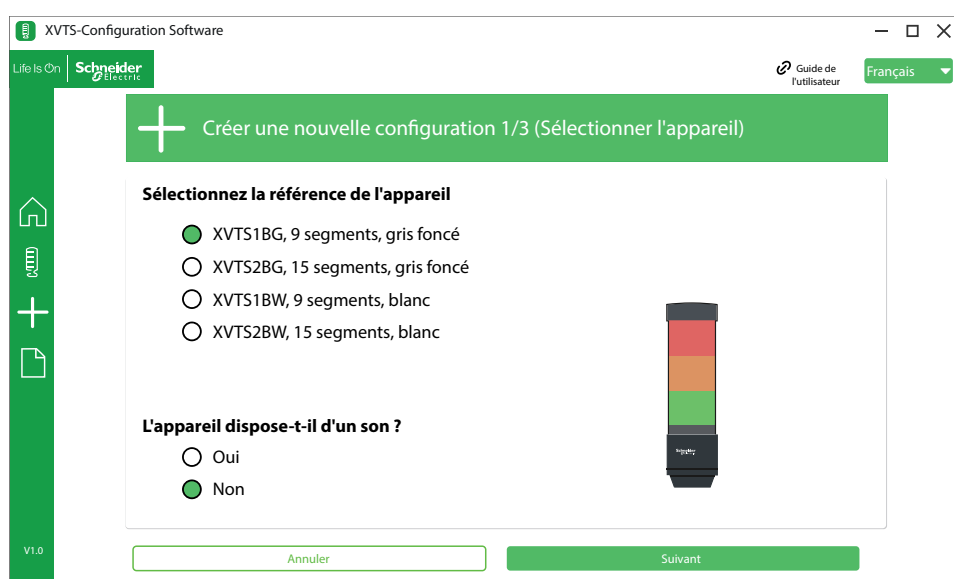 XVTS-Configuration Software
Life Is On
Schneider
Electric
Guide de
l'utilisateur
Français
Créer une nouvelle configuration 1/3 (Sélectionner l'appareil)
Sélectionnez la référence de l'appareil
XVTS1BG, 9 segments, gris foncé
XVTS2BG, 15 segments, gris foncé
XVTS1BW, 9 segments, blanc
XVTS2BW, 15 segments, blanc
L'appareil dispose-t-il d'un son ?
Oui
Non
Schneider
Electric
V1.0
Annuler
Suivant